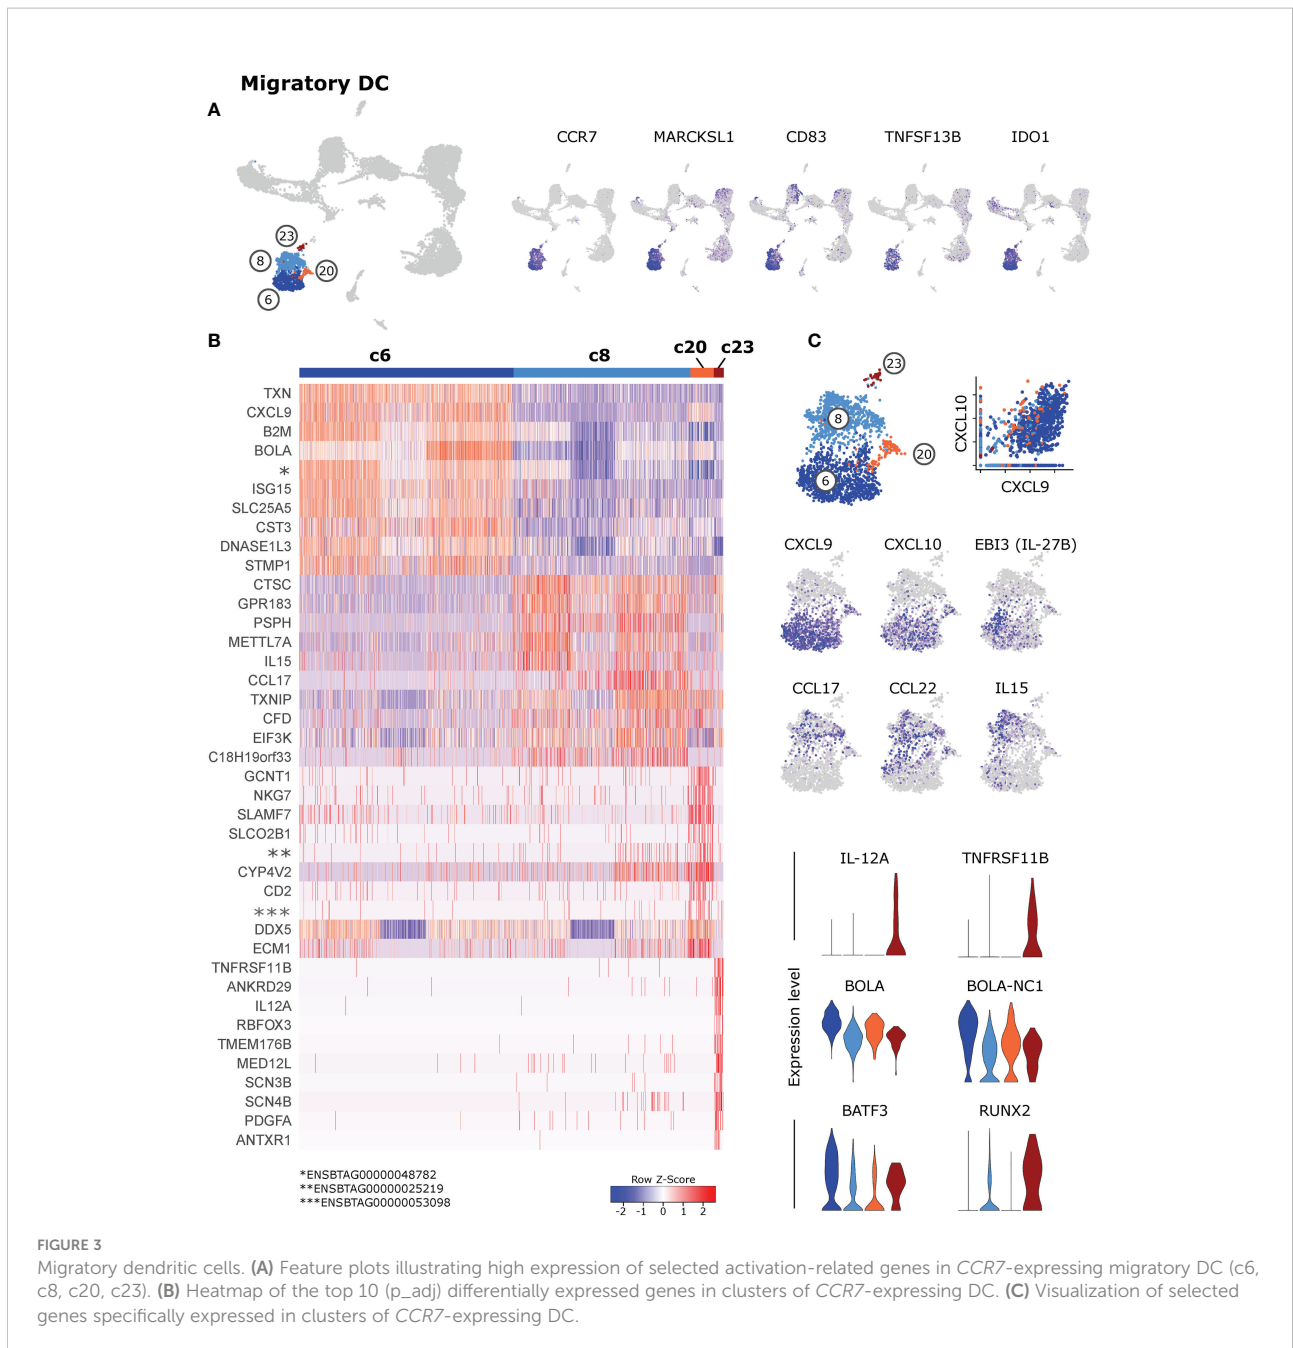 Migratory DC
A
CCR7
MARCKSL1
CD83
TNFSF13B
IDO1
23
8
20
6
B
c6
c8
c20
c23
TXN
CXCL9
B2M
BOLA
*
ISG15
SLC25A5
CST3
DNASE1L3
STMP1
CTSC
GPR183
PSPH
METTL7A
IL15
CCL17
TXNIP
CFD
EIF3K
C18H19orf33
GCNT1
NKG7
SLAMF7
SLCO2B1
**
CYP4V2
CD2
***
DDX5
ECM1
TNFRSF11B
ANKRD29
IL12A
RBFOX3
TMEM176B
MED12L
SCN3B
SCN4B
PDGFA
ANTXR1
*ENSBTAG00000048782
**ENSBTAG00000025219
***ENSBTAG00000053098
Row Z-Score
-2 -1 0 1 2
C
23
8
20
6
CXCL10
CXCL9
CXCL9
CXCL10
EBI3 (IL-27B)
CCL17
CCL22
IL15
Expression level
IL-12A
TNFRSF11B
BOLA
BOLA-NC1
BATF3
RUNX2
FIGURE 3
Migratory dendritic cells. (A) Feature plots illustrating high expression of selected activation-related genes in CCR7-expressing migratory DC (c6,
c8, c20, c23). (B) Heatmap of the top 10 (p_adj) differentially expressed genes in clusters of CCR7-expressing DC. (C) Visualization of selected
genes specifically expressed in clusters of CCR7-expressing DC.